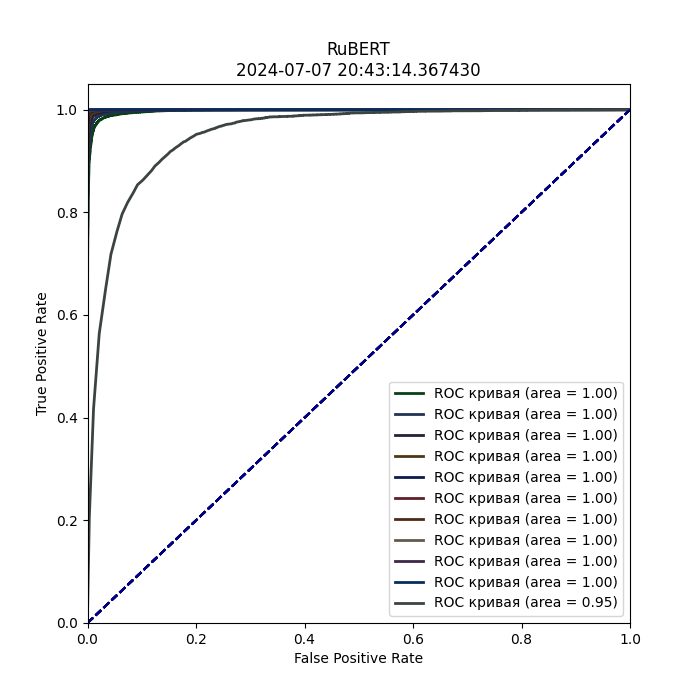 RuBERT
2024-07-07 20:43:14.367430
True Positive Rate
1.0
0.8
0.6
0.4
0.2
0.0
0.0 0.2 0.4 0.6 0.8 1.0
False Positive Rate
ROC кривая (area = 1.00)
ROC кривая (area = 1.00)
ROC кривая (area = 1.00)
ROC кривая (area = 1.00)
ROC кривая (area = 1.00)
ROC кривая (area = 1.00)
ROC кривая (area = 1.00)
ROC кривая (area = 1.00)
ROC кривая (area = 1.00)
ROC кривая (area = 1.00)
ROC кривая (area = 0.95)